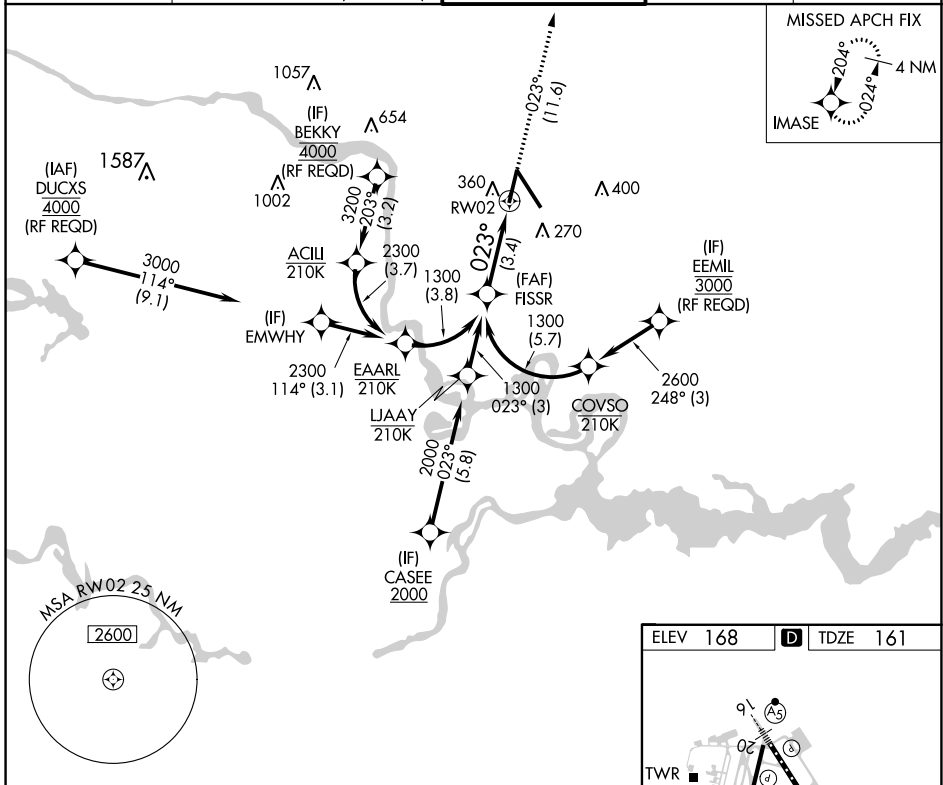 MISSED APCH FIX
204°
4 NM
024°
IMASE
023°
(11.6)
1057
(IF)
BEKKY
4000
(RF REQD)
654
(IAF)
DUCXS
4000
(RF REQD)
1587
1002
360
RW02
400
270
3200
203°
(3.2)
023°
(3.4)
ACILI
210K
2300
(3.7)
1300
(3.8)
(FAF)
FISSR
(IF)
EEMIL
3000
(RF REQD)
3000
114°
(9.1)
(IF)
EMWHY
1300
(5.7)
2300
114° (3.1)
EAARL
210K
1300
023° (3)
2600
248° (3)
LJAAY
210K
COVSO
210K
2000
023°
(5.8)
(IF)
CASEE
2000
MSA RW02 25 NM
2600
ELEV 168 D TDZE 161
16
A5
20
P
P
TWR